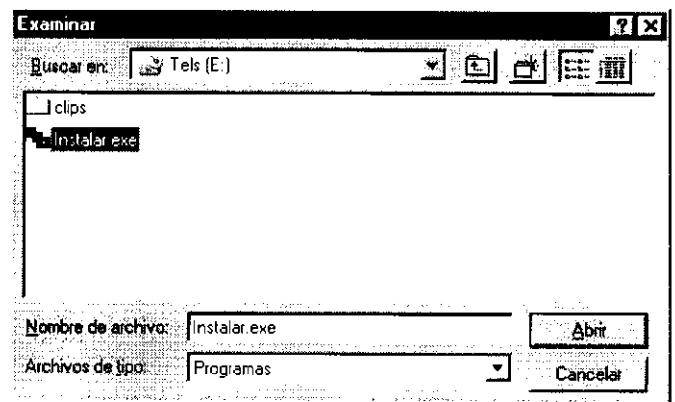 Examinar
Buscar en: Tels (E:)
clips
Instalar.exe
Nombre de archivo: Instalar.exe Abrir
Archivos de tipo: Programas Cancelar